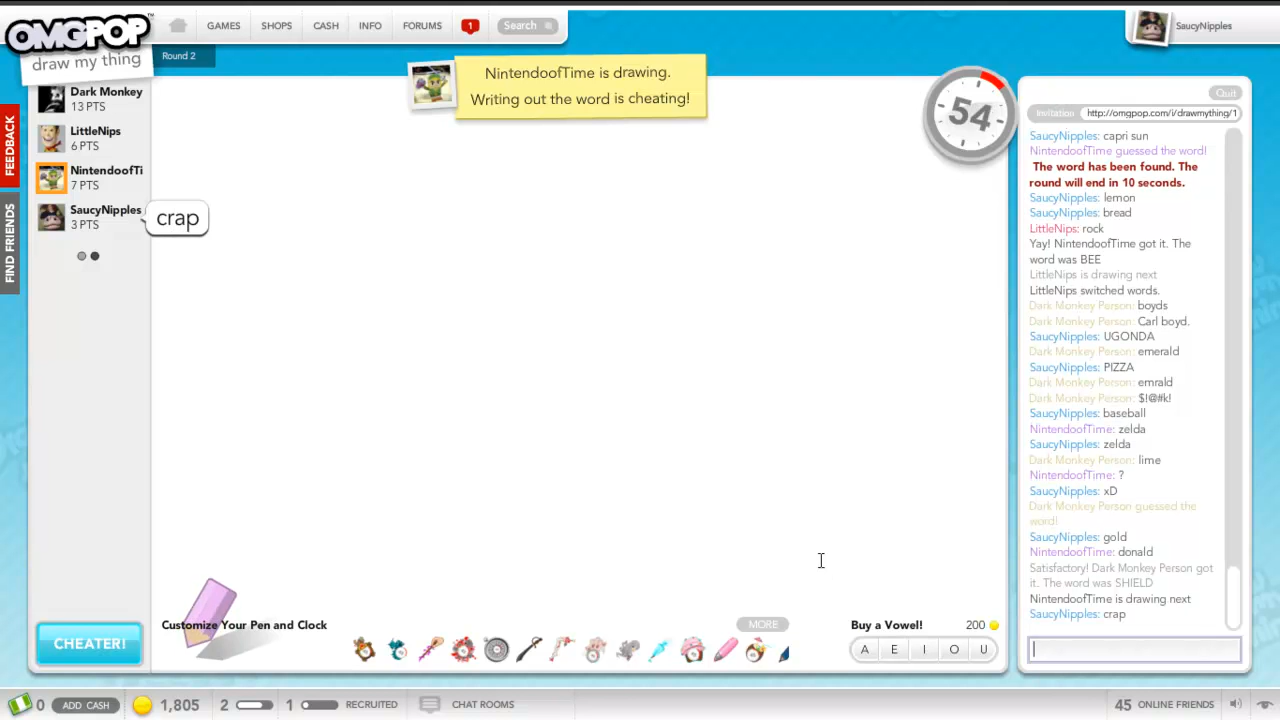 OMGPOP™
GAMES
SHOPS
CASH
INFO
FORUMS
1
Search
SaucyNipples
draw my thing
Round 2
NintendoofTime is drawing.
Writing out the word is cheating!
54
FEEDBACK
FIND FRIENDS
Dark Monkey
13 PTS
LittleNips
6 PTS
NintendoofTi
7 PTS
SaucyNipples
3 PTS
crap
Quit
Invitation
http://omgpop.com/i/drawmything/1
SaucyNipples: capri sun
NintendoofTime guessed the word!
The word has been found. The
round will end in 10 seconds.
SaucyNipples: lemon
SaucyNipples: bread
LittleNips: rock
Yay! NintendoofTime got it. The
word was BEE
LittleNips is drawing next
LittleNips switched words.
Dark Monkey Person: boyds
Dark Monkey Person: Carl boyd.
SaucyNipples: UGONDA
Dark Monkey Person: emerald
SaucyNipples: PIZZA
Dark Monkey Person: emrald
Dark Monkey Person: $!@#k!
SaucyNipples: baseball
NintendoofTime: zelda
SaucyNipples: zelda
Dark Monkey Person: lime
NintendoofTime: ?
SaucyNipples: xD
Dark Monkey Person guessed the
word!
SaucyNipples: gold
NintendoofTime: donald
Satisfactory! Dark Monkey Person got
it. The word was SHIELD
NintendoofTime is drawing next
SaucyNipples: crap
CHEATER!
Customize Your Pen and Clock
MORE
Buy a Vowel!
200
A E I O U
0
ADD CASH
1,805
2
1
RECRUITED
CHAT ROOMS
45 ONLINE FRIENDS